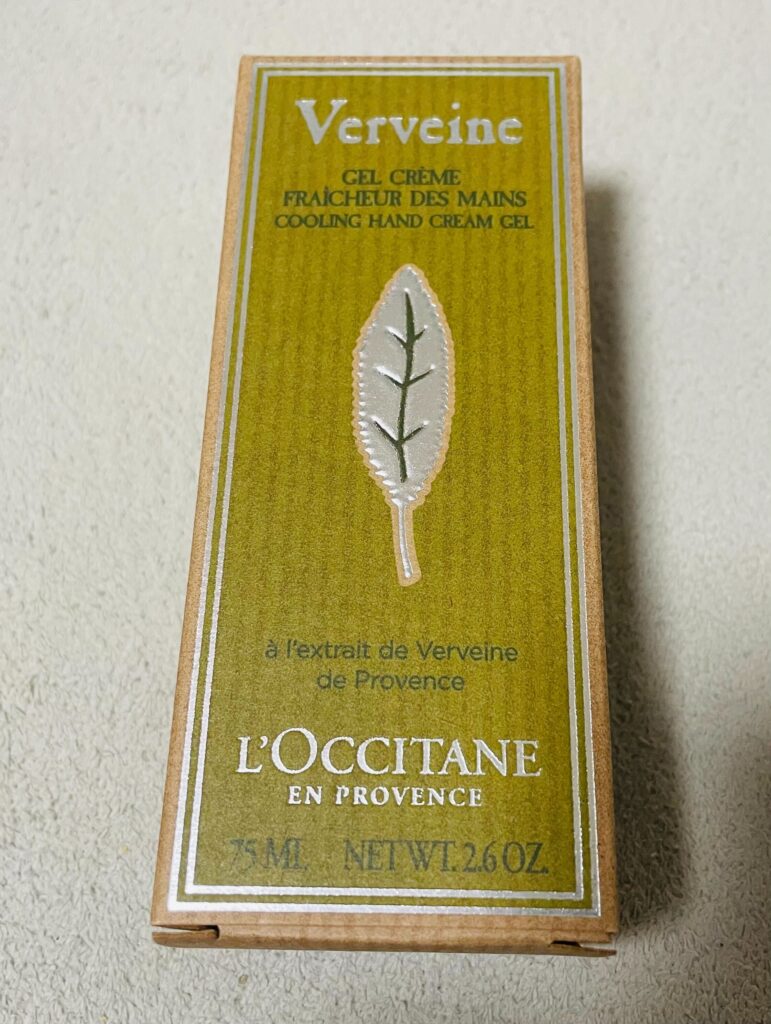 Verveine
GEL CRÈME
FRAÎCHEUR DES MAINS
COOLING HAND CREAM GEL
à l'extrait de Verveine
de Provence
L'OCCITANE
EN PROVENCE
75 ML NET WT. 2.6 OZ.